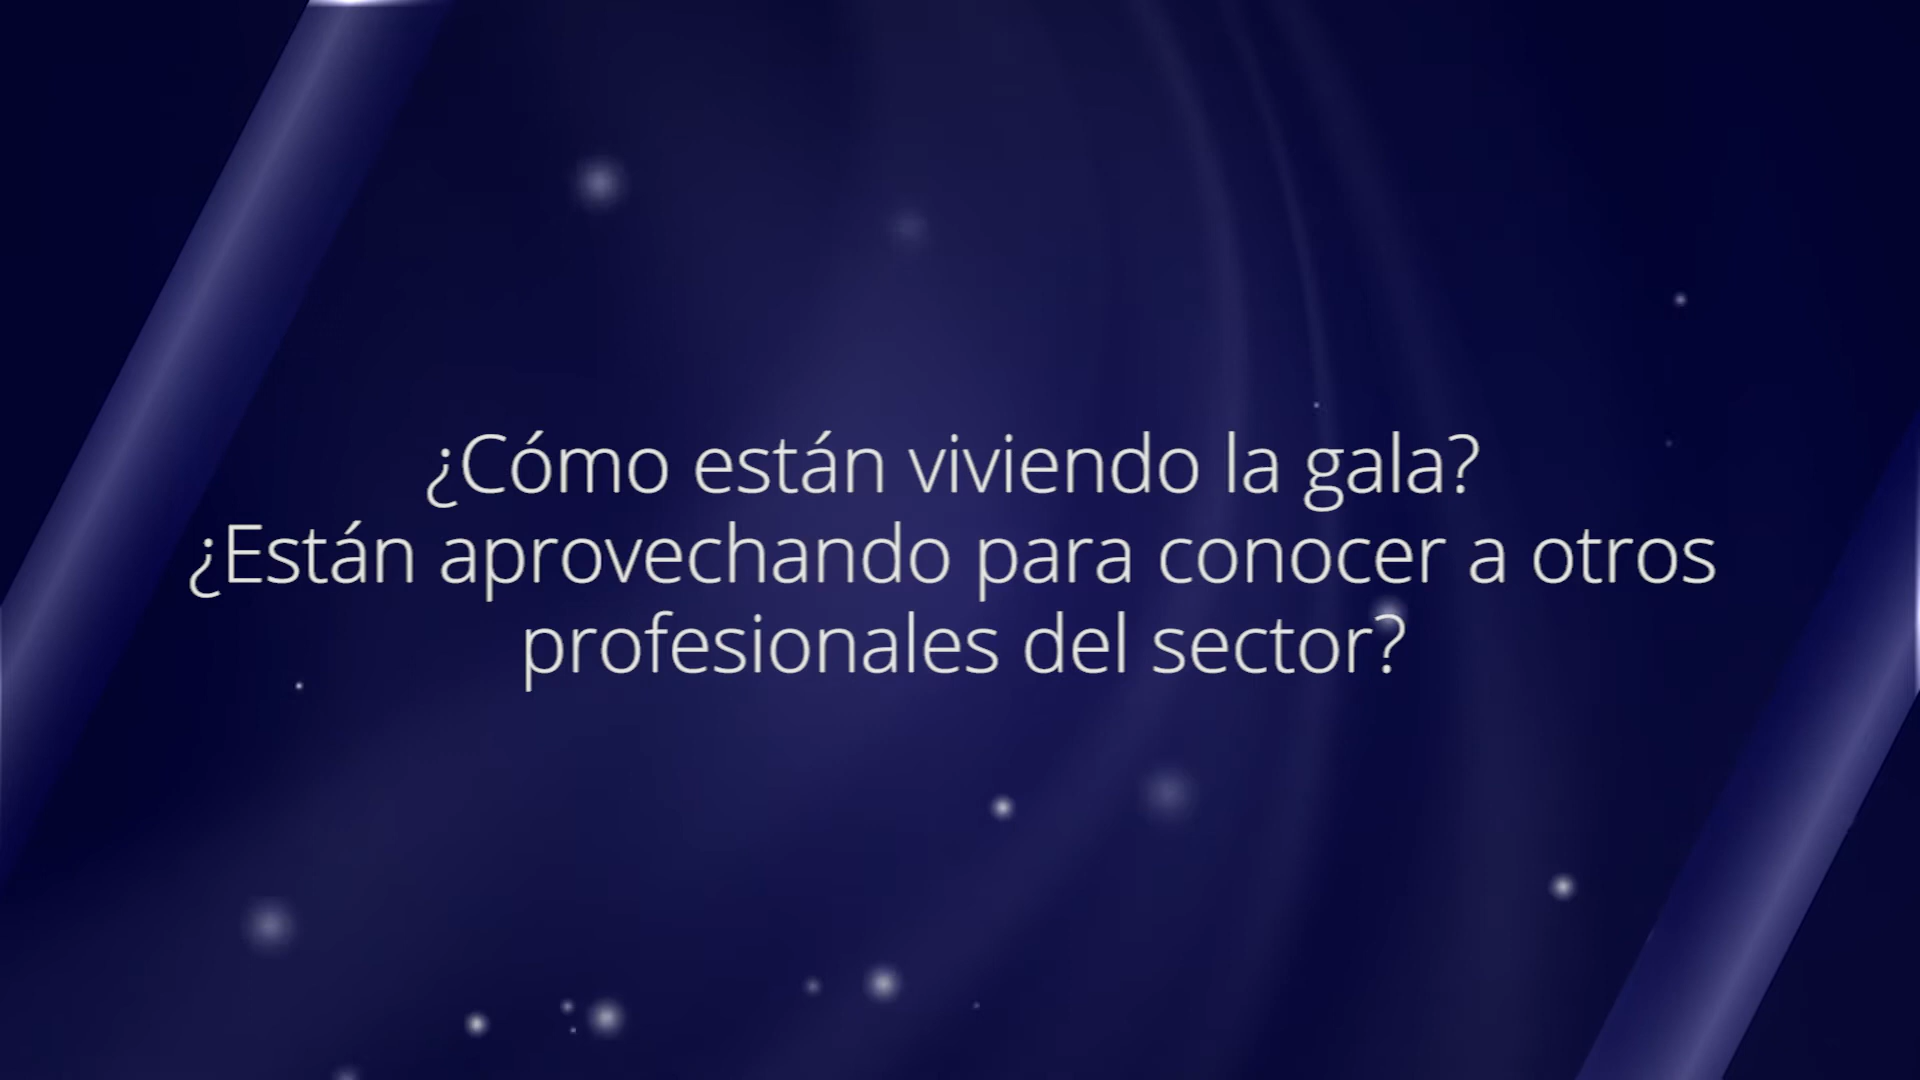 ¿Cómo están viviendo la gala?
¿Están aprovechando para conocer a otros
profesionales del sector?